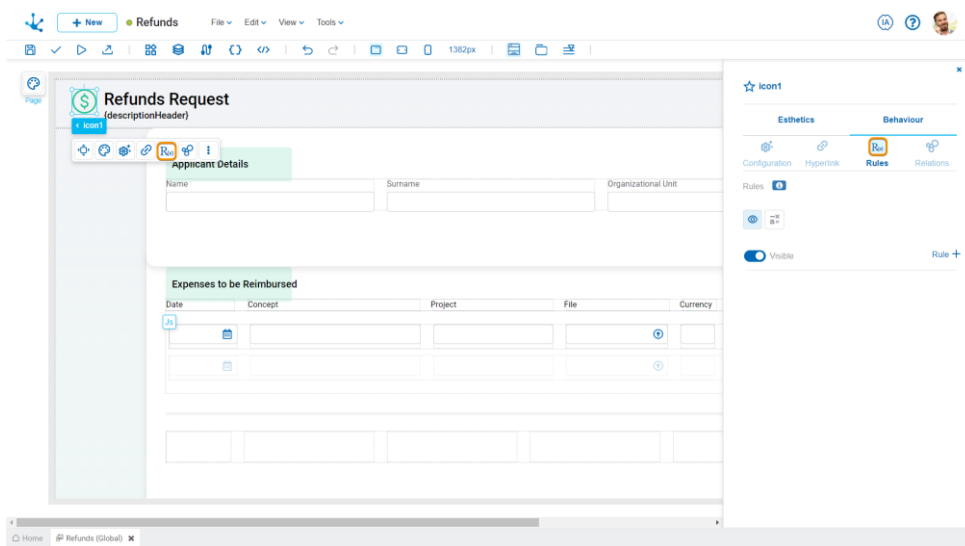 + New
Refunds
File
Edit
View
Tools
IA
?
1382px
Page
Refunds Request
{descriptionHeader}
icon1
Applicant Details
Name
Surname
Organizational Unit
Expenses to be Reimbursed
Date
Concept
Project
File
Currency
Js
icon1
Esthetics
Behaviour
Configuration
Hyperlink
Rules
Relations
Rules
Visible
Rule +
Home
Refunds (Global)